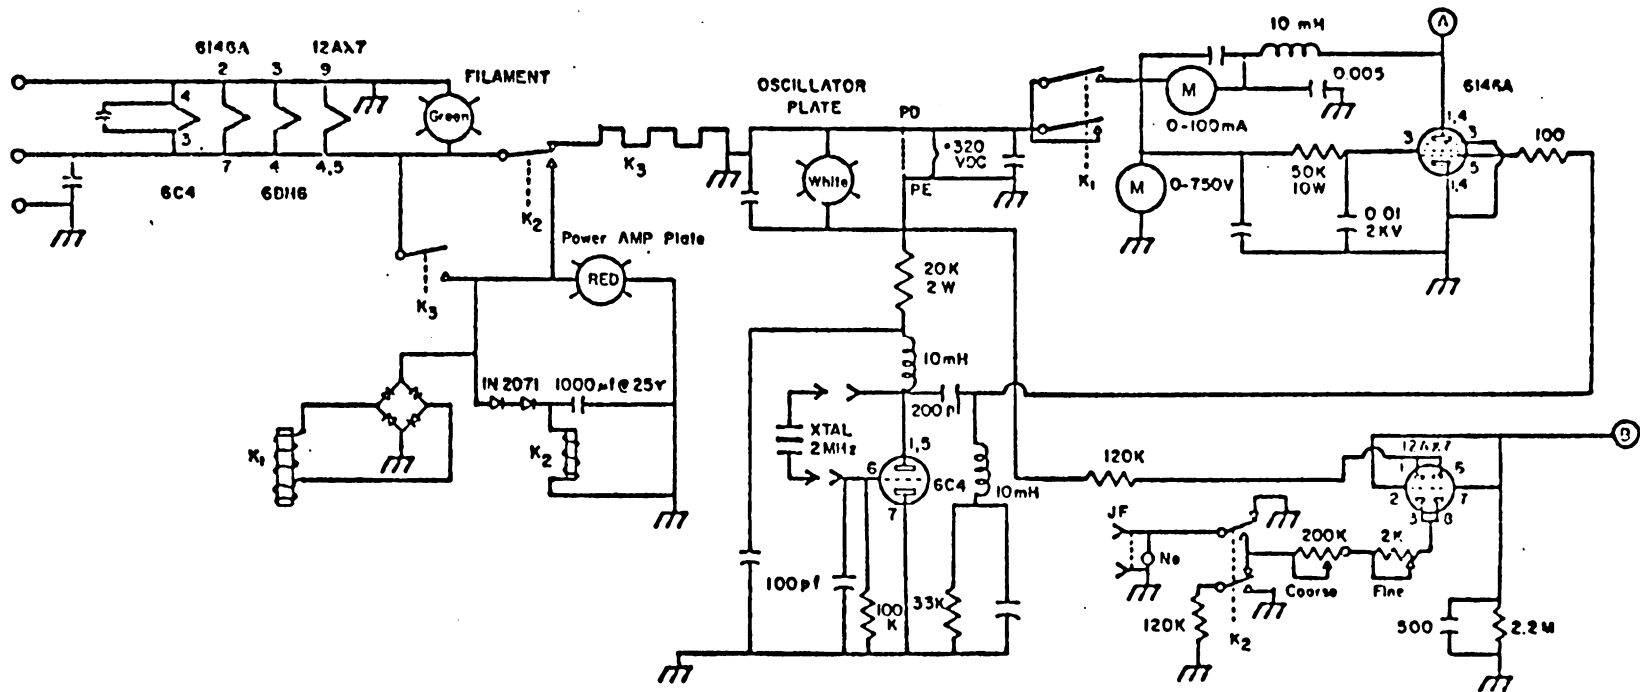 6146A
12AX7
2
3
9
4
3
7
4
4,5
6C4
6DH6
FILAMENT
Green
K2
K3
Power AMP Plate
RED
K3
1N2071
1000µf@25v
K1
K2
OSCILLATOR
PLATE
White
PD
+320
VDC
PE
20K
2W
10mH
200pf
XTAL
2MHz
1,5
6
6C4
7
10mH
100pf
100
K
33K
K1
M
0-100mA
10 mH
0.005
A
6146A
1,4
3
3
5
1,4
100
M
0-750V
50K
10W
0.01
2KV
B
12AX7
1
6
2
7
3
8
120K
JF
Ne
200K
2K
Coarse
Fine
120K
K2
500
2.2M